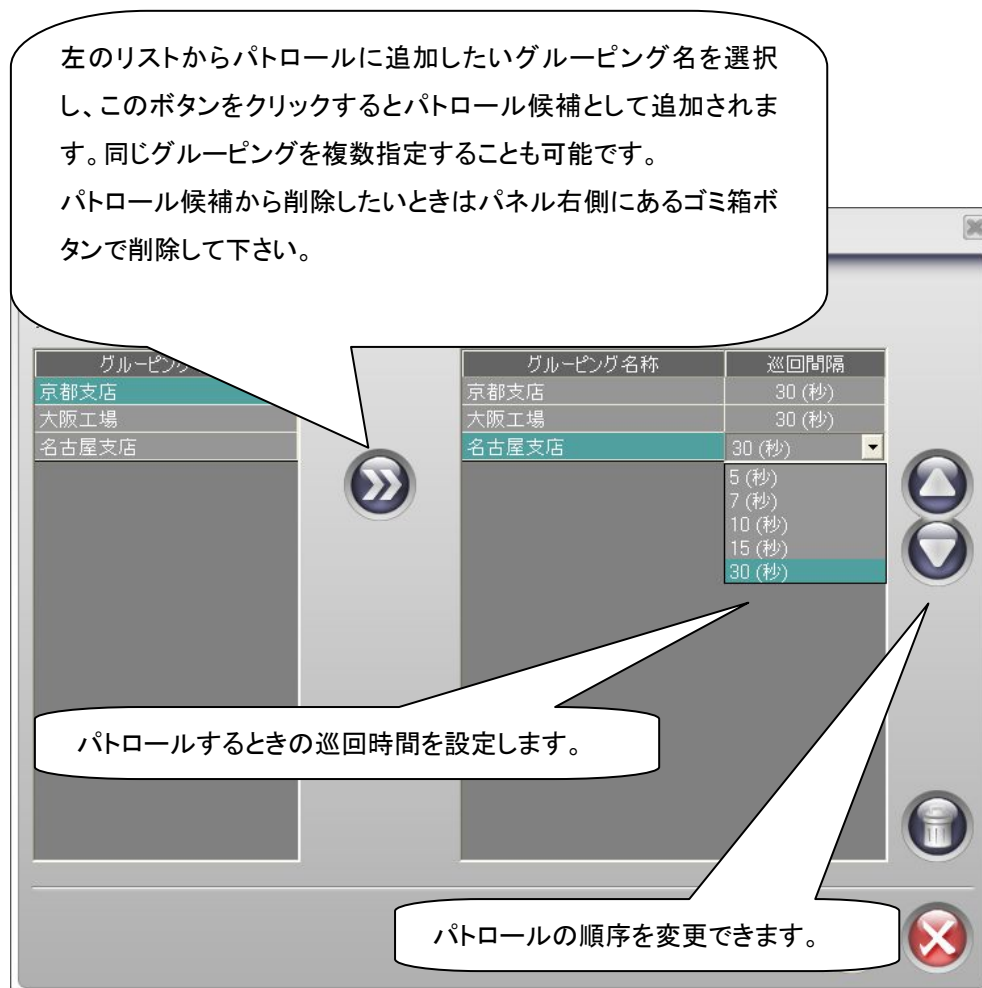 左のリストからパトロールに追加したいグルーピング名を選択
し、このボタンをクリックするとパトロール候補として追加されま
す。同じグルーピングを複数指定することも可能です。
パトロール候補から削除したいときはパネル右側にあるゴミ箱ボ
タンで削除して下さい。
グルーピング
京都支店
大阪工場
名古屋支店
グルーピング名称 巡回間隔
京都支店 30 (秒)
大阪工場 30 (秒)
名古屋支店 30 (秒)
5 (秒)
7 (秒)
10 (秒)
15 (秒)
30 (秒)
パトロールするときの巡回時間を設定します。
パトロールの順序を変更できます。